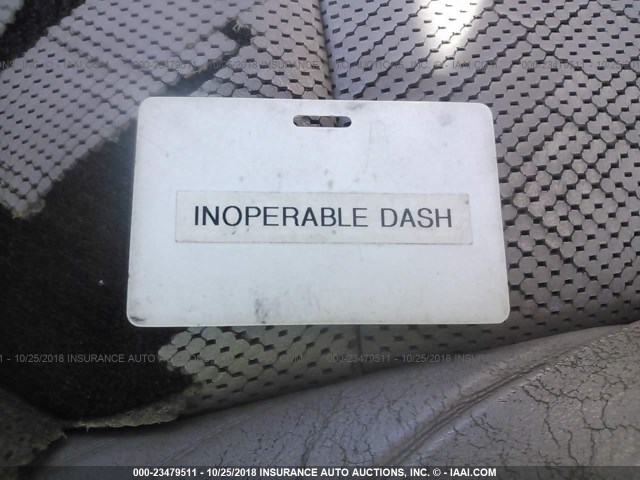 INOPERABLE DASH
000-23479511 - 10/25/2018 INSURANCE AUTO AUCTIONS, INC. © - IAAI.COM